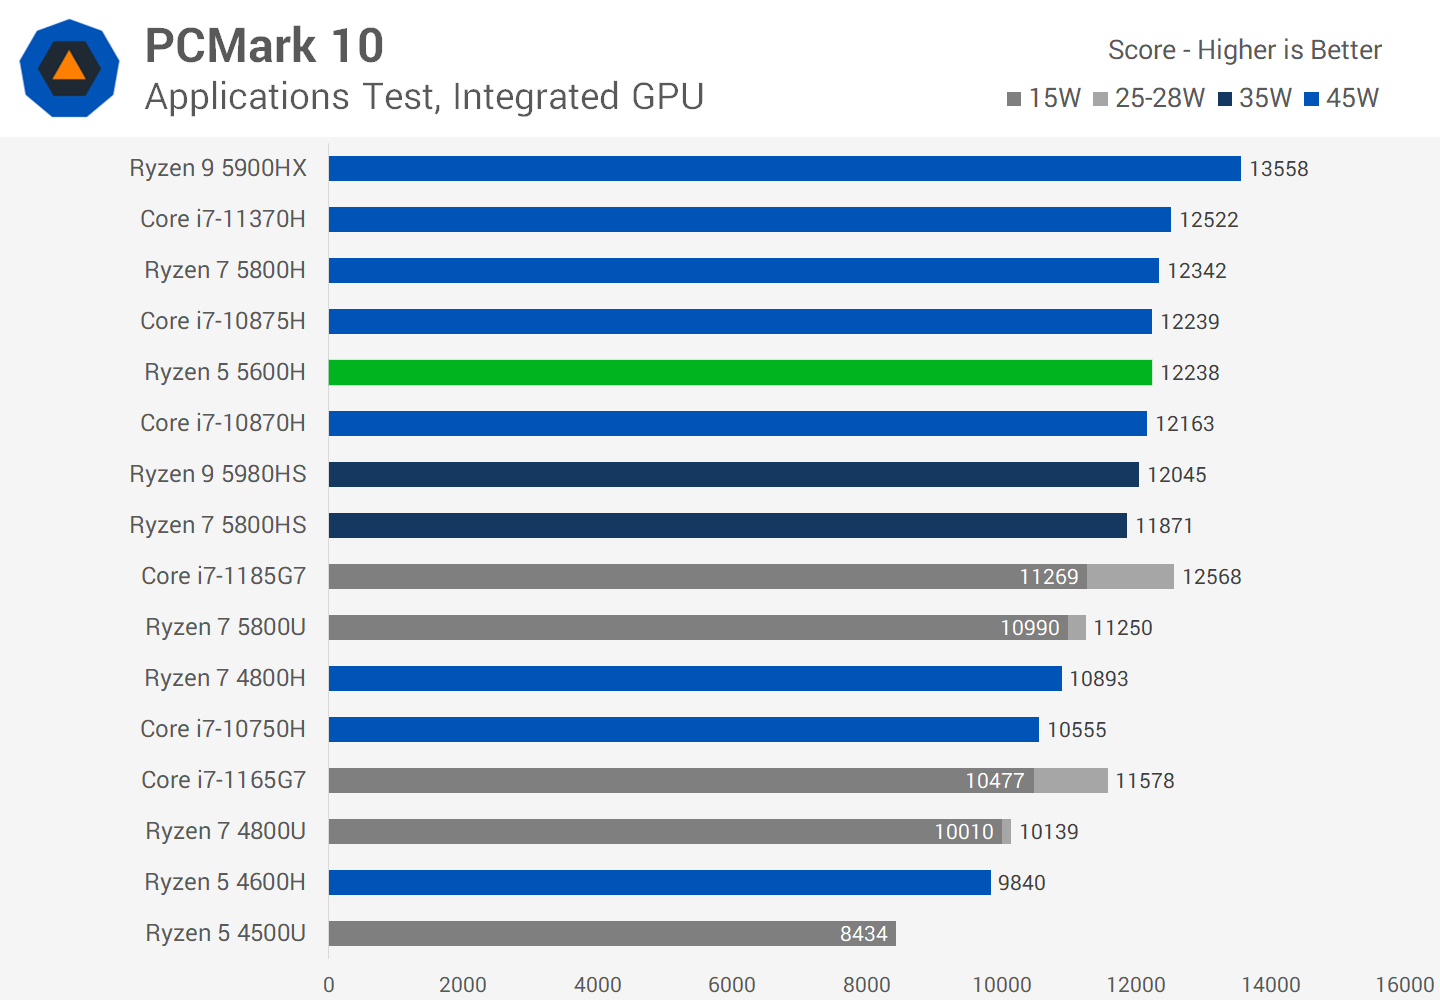 PCMark 10
Applications Test, Integrated GPU
Score - Higher is Better
15W 25-28W 35W 45W
Ryzen 9 5900HX 13558
Core i7-11370H 12522
Ryzen 7 5800H 12342
Core i7-10875H 12239
Ryzen 5 5600H 12238
Core i7-10870H 12163
Ryzen 9 5980HS 12045
Ryzen 7 5800HS 11871
Core i7-1185G7 11269 12568
Ryzen 7 5800U 10990 11250
Ryzen 7 4800H 10893
Core i7-10750H 10555
Core i7-1165G7 10477 11578
Ryzen 7 4800U 10010 10139
Ryzen 5 4600H 9840
Ryzen 5 4500U 8434
0 2000 4000 6000 8000 10000 12000 14000 16000